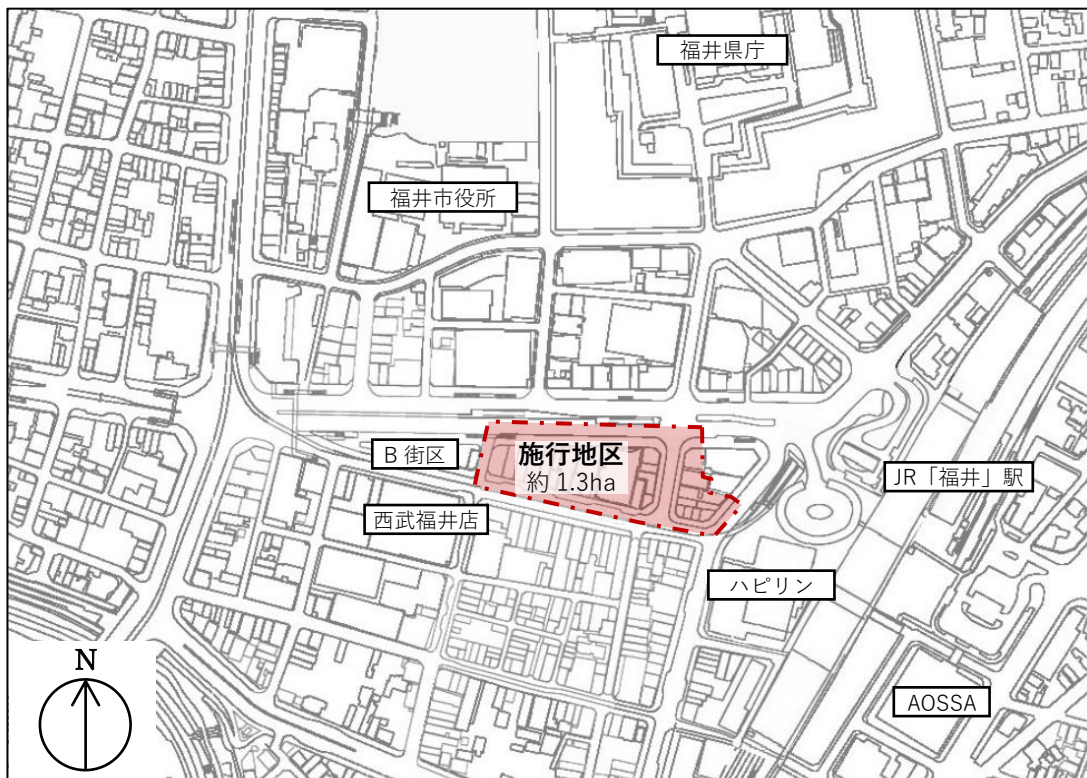 福井県庁
福井市役所
B 街区
施行地区
約 1.3ha
JR「福井」駅
西武福井店
ハピリン
AOSSA
N